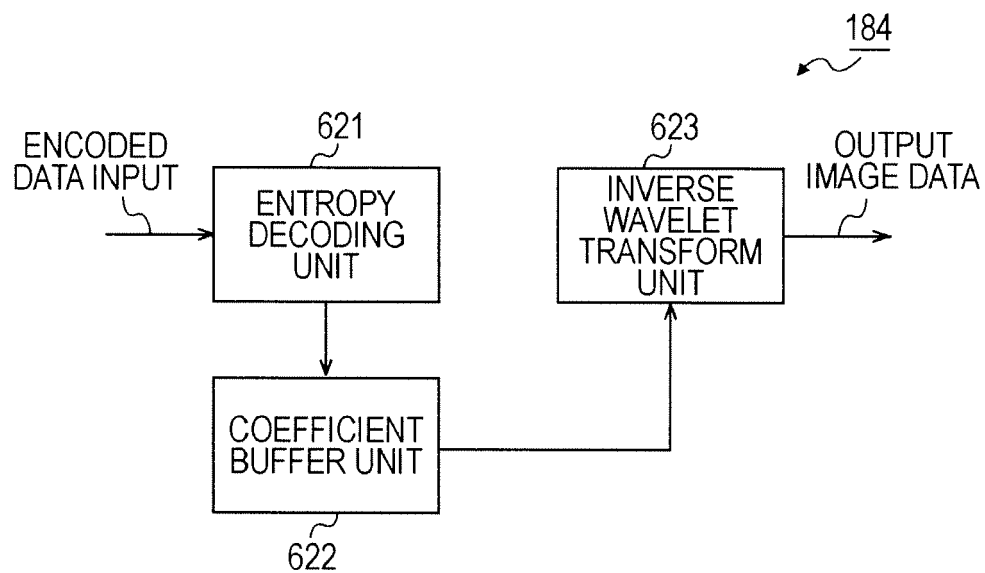 184
ENCODED
DATA INPUT
621
ENTROPY
DECODING
UNIT
623
INVERSE
WAVELET
TRANSFORM
UNIT
OUTPUT
IMAGE DATA
COEFFICIENT
BUFFER UNIT
622